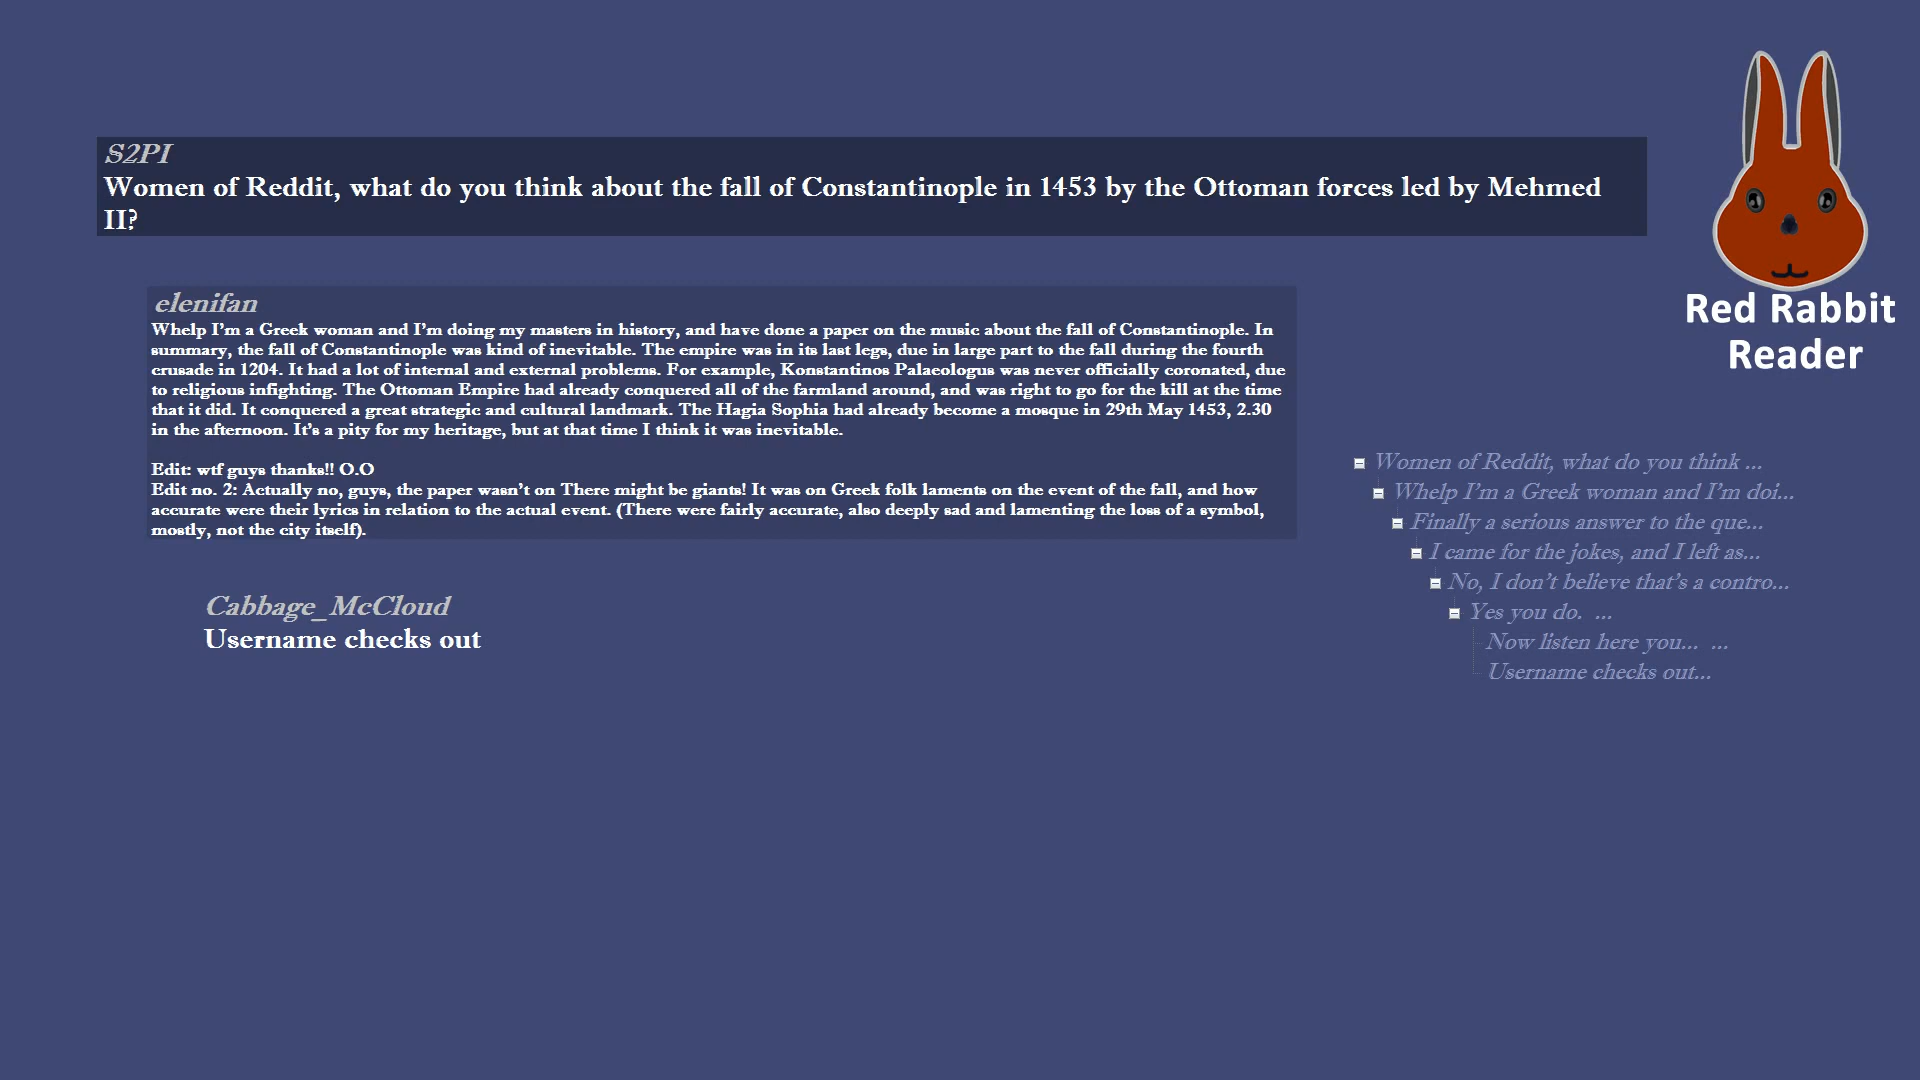 S2PI
Women of Reddit, what do you think about the fall of Constantinople in 1453 by the Ottoman forces led by Mehmed
II?
elenifan
Whelp I'm a Greek woman and I'm doing my masters in history, and have done a paper on the music about the fall of Constantinople. In
summary, the fall of Constantinople was kind of inevitable. The empire was in its last legs, due in large part to the fall during the fourth
crusade in 1204. It had a lot of internal and external problems. For example, Konstantinos Palaeologus was never officially coronated, due
to religious infighting. The Ottoman Empire had already conquered all of the farmland around, and was right to go for the kill at the time
that it did. It conquered a great strategic and cultural landmark. The Hagia Sophia had already become a mosque in 29th May 1453, 2.30
in the afternoon. It's a pity for my heritage, but at that time I think it was inevitable.
Edit: wtf guys thanks!! O.O
Edit no. 2: Actually no, guys, the paper wasn't on There might be giants! It was on Greek folk laments on the event of the fall, and how
accurate were their lyrics in relation to the actual event. (There were fairly accurate, also deeply sad and lamenting the loss of a symbol,
mostly, not the city itself).
Cabbage_McCloud
Username checks out
Red Rabbit
Reader
Women of Reddit, what do you think ...
Whelp I'm a Greek woman and I'm doi...
Finally a serious answer to the que...
I came for the jokes, and I left as...
No, I don't believe that's a contro...
Yes you do. ...
Now listen here you... ...
Username checks out...